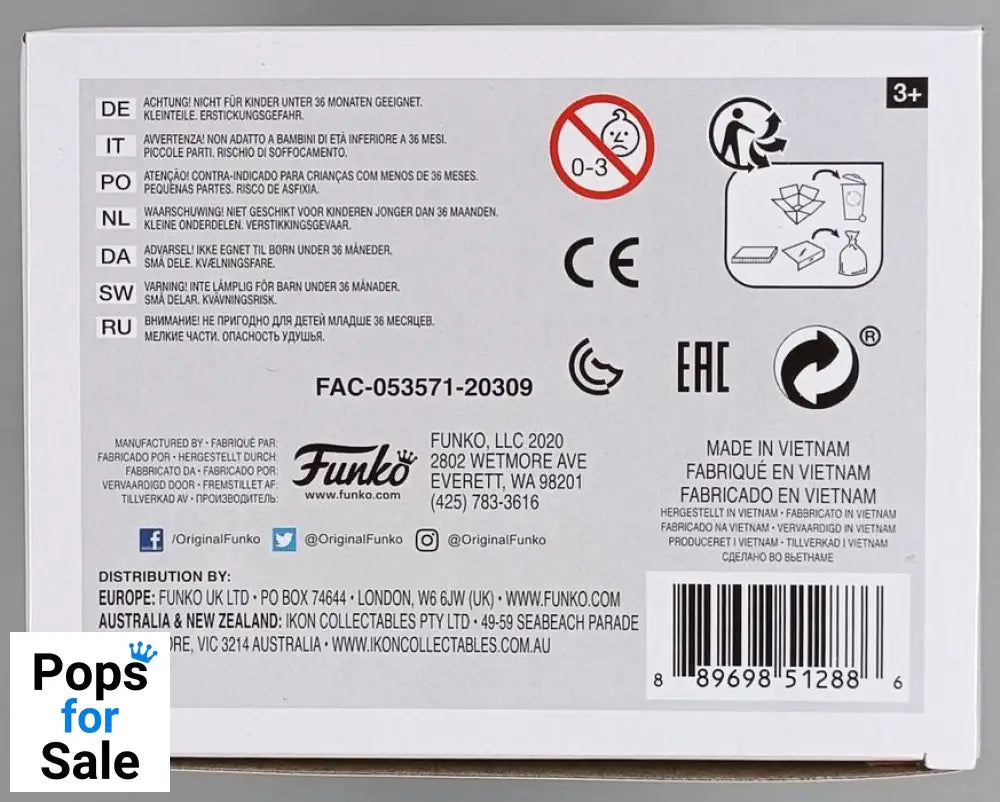 3+
DE ACHTUNG! NICHT FÜR KINDER UNTER 36 MONATEN GEEIGNET.
KLEINTEILE. ERSTICKUNGSGEFAHR.
IT AVVERTENZA! NON ADATTO A BAMBINI DI ETÀ INFERIORE A 36 MESI.
PICCOLE PARTI. RISCHIO DI SOFFOCAMENTO.
PO ATENÇÃO! CONTRA-INDICADO PARA CRIANÇAS COM MENOS DE 36 MESES.
PEQUENAS PARTES. RISCO DE ASFIXIA.
NL WAARSCHUWING! NIET GESCHIKT VOOR KINDEREN JONGER DAN 36 MAANDEN.
KLEINE ONDERDELEN. VERSTIKKINGSGEVAAR.
DA ADVARSEL! IKKE EGNET TIL BØRN UNDER 36 MÅNEDER.
SMÅ DELE. KVÆLNINGSFARE.
SW VARNING! INTE LÄMPLIG FÖR BARN UNDER 36 MÅNADER.
SMÅ DELAR. KVÄVNINGSRISK.
RU ВНИМАНИЕ! НЕ ПРИГОДНО ДЛЯ ДЕТЕЙ МЛАДШЕ 36 МЕСЯЦЕВ.
МЕЛКИЕ ЧАСТИ. ОПАСНОСТЬ УДУШЬЯ.
0-3
CE
EAC
®
FAC-053571-20309
MANUFACTURED BY • FABRIQUÉ PAR:
FABRICADO POR • HERGESTELLT DURCH:
FABBRICATO DA • FABRICADO POR:
VERVAARDIGD DOOR • FREMSTILLET AF:
TILLVERKAD AV • ПРОИЗВОДИТЕЛЬ:
Funko
www.funko.com
FUNKO, LLC 2020
2802 WETMORE AVE
EVERETT, WA 98201
(425) 783-3616
MADE IN VIETNAM
FABRIQUÉ EN VIETNAM
FABRICADO EN VIETNAM
HERGESTELLT IN VIETNAM • FABBRICATO IN VIETNAM
FABRICADO NA VIETNAM • VERVAARDIGD IN VIETNAM
PRODUCERET I VIETNAM • TILLVERKAD I VIETNAM
СДЕЛАНО ВО ВЬЕТНАМЕ
/OriginalFunko @OriginalFunko @OriginalFunko
DISTRIBUTION BY:
EUROPE: FUNKO UK LTD • PO BOX 74644 • LONDON, W6 6JW (UK) • WWW.FUNKO.COM
AUSTRALIA & NEW ZEALAND: IKON COLLECTABLES PTY LTD • 49-59 SEABEACH PARADE
RE, VIC 3214 AUSTRALIA • WWW.IKONCOLLECTABLES.COM.AU
8 89698 51288 6
Pops
for
Sale